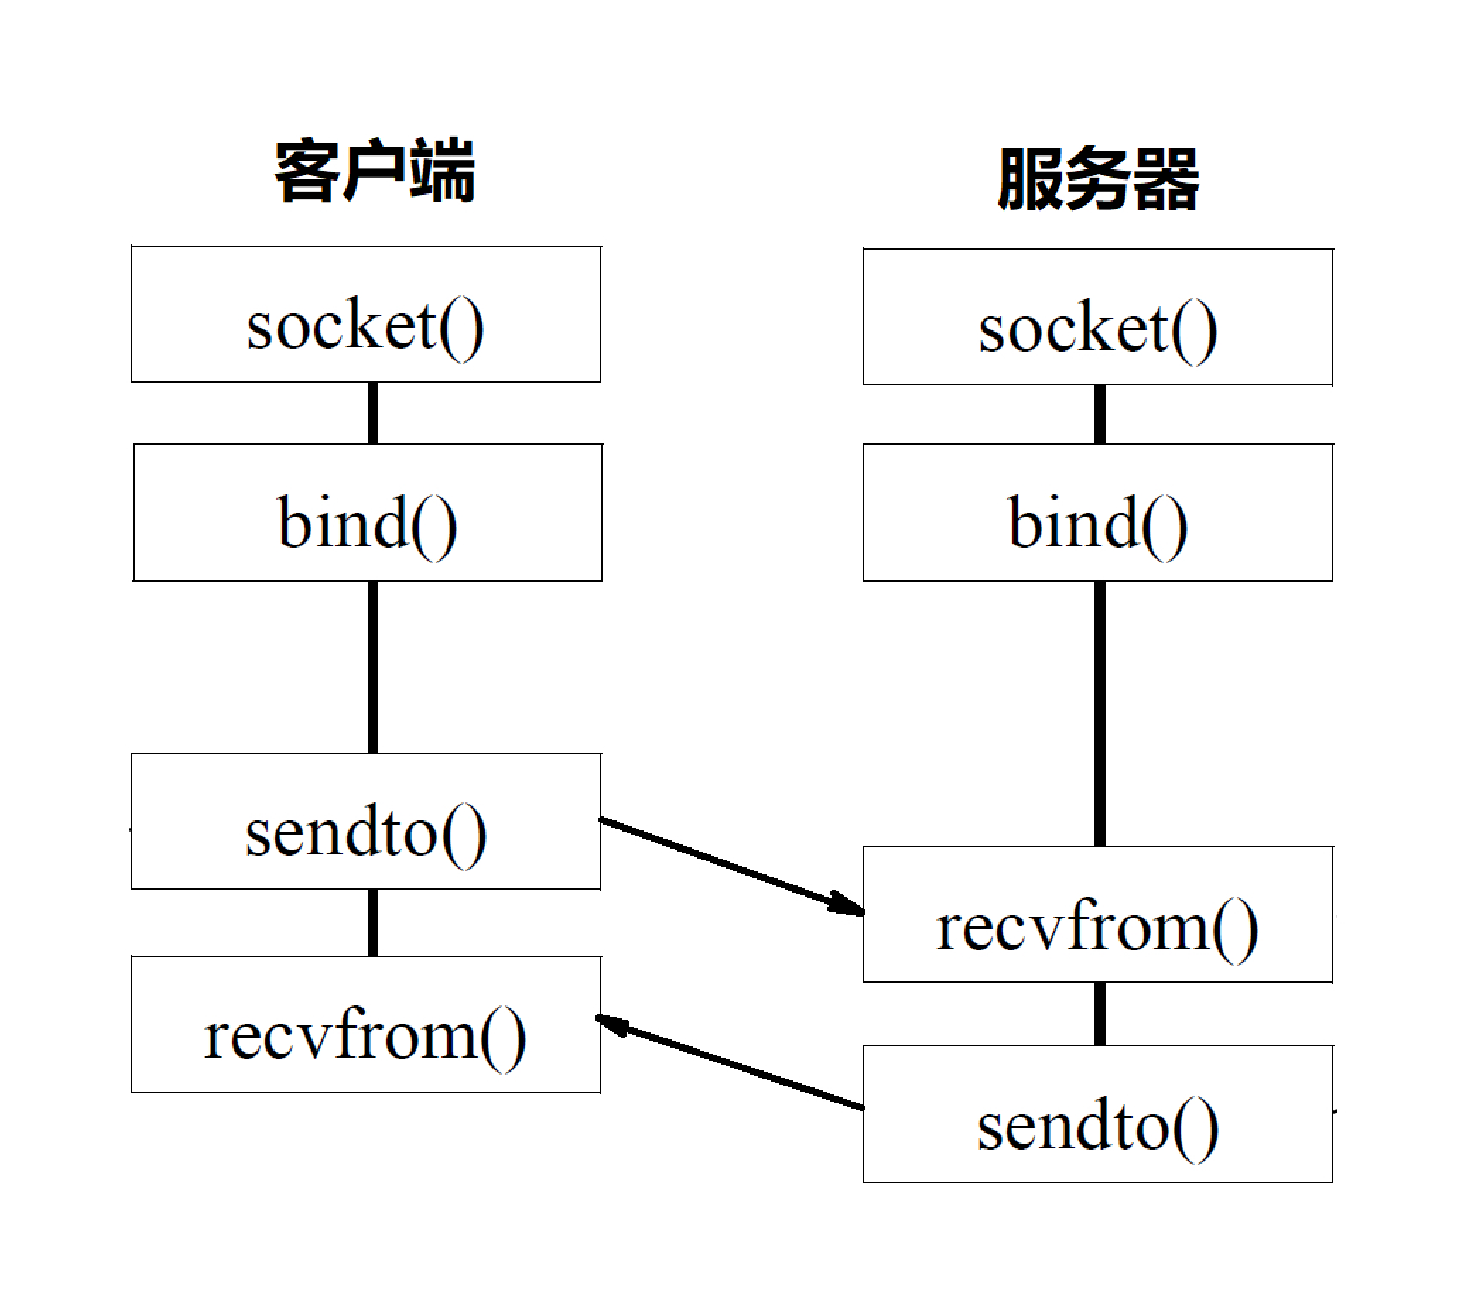 客户端
socket()
bind()
sendto()
recvfrom()
服务器
socket()
bind()
recvfrom()
sendto()